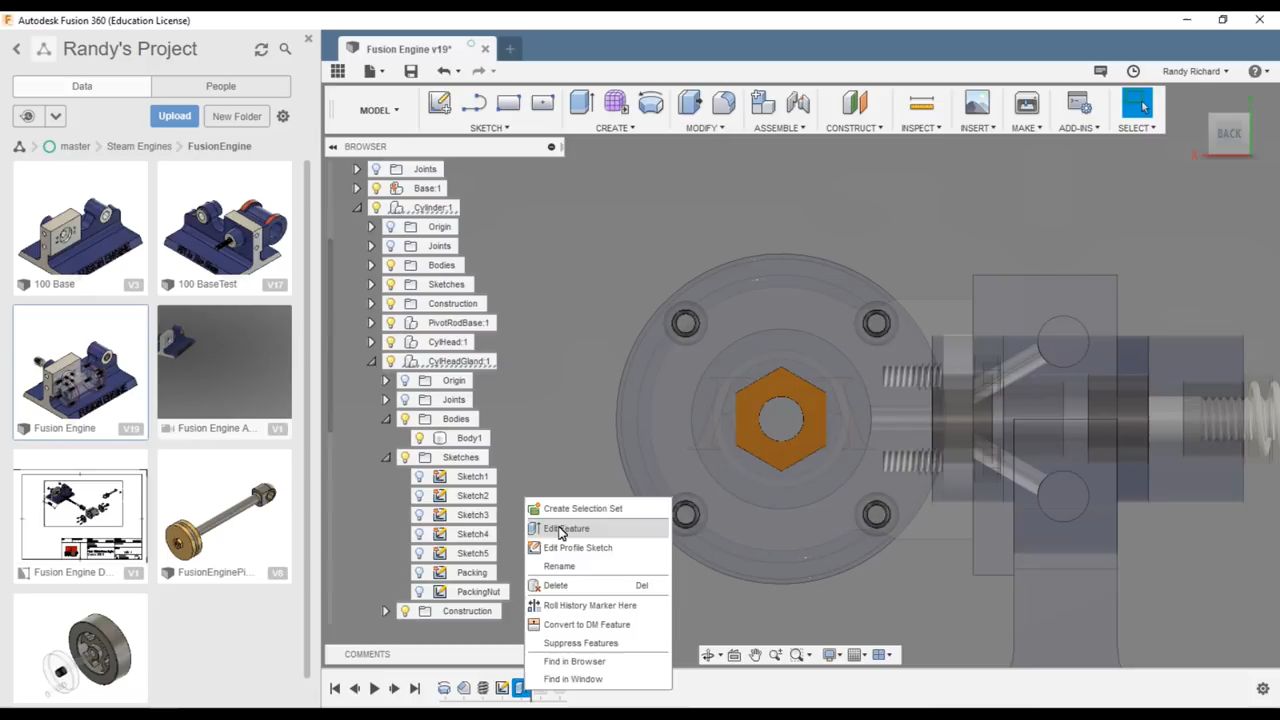 Autodesk Fusion 360 (Education License)
Randy's Project
Data
People
Upload
New Folder
master
Steam Engines
FusionEngine
100 Base
V3
100 BaseTest
V17
Fusion Engine
V19
Fusion Engine A...
V1
Fusion Engine D...
V1
FusionEnginePi...
V8
Fusion Engine v19*
Randy Richard
MODEL
SKETCH
CREATE
MODIFY
ASSEMBLE
CONSTRUCT
INSPECT
INSERT
MAKE
ADD-INS
SELECT
BROWSER
BACK
Joints
Base:1
Cylinder:1
Origin
Joints
Bodies
Sketches
Construction
PivotRodBase:1
CylHead:1
CylHeadGland:1
Origin
Joints
Bodies
Body1
Sketches
Sketch1
Sketch2
Sketch3
Sketch4
Sketch5
Packing
PackingNut
Construction
Create Selection Set
Edit Feature
Edit Profile Sketch
Rename
Delete Del
Roll History Marker Here
Convert to DM Feature
Suppress Features
Find in Browser
Find in Window
COMMENTS